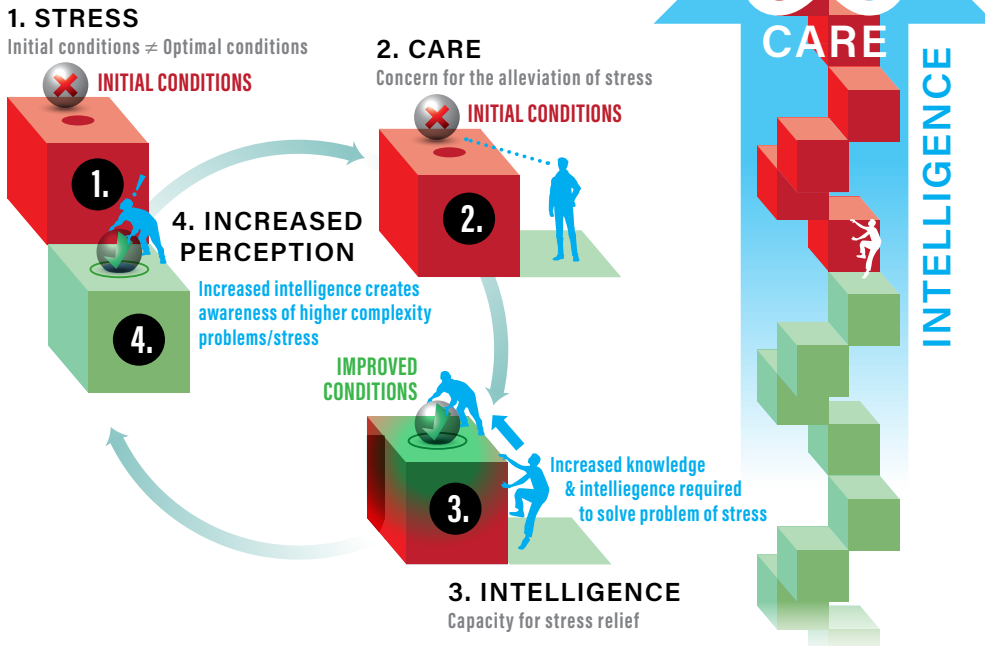 1. STRESS
Initial conditions ≠ Optimal conditions
INITIAL CONDITIONS
1.
2. CARE
Concern for the alleviation of stress
INITIAL CONDITIONS
2.
4. INCREASED
PERCEPTION
Increased intelligence creates
awareness of higher complexity
problems/stress
4.
IMPROVED
CONDITIONS
3.
Increased knowledge
& intelliegence required
to solve problem of stress
3. INTELLIGENCE
Capacity for stress relief
CARE
INTELLIGENCE